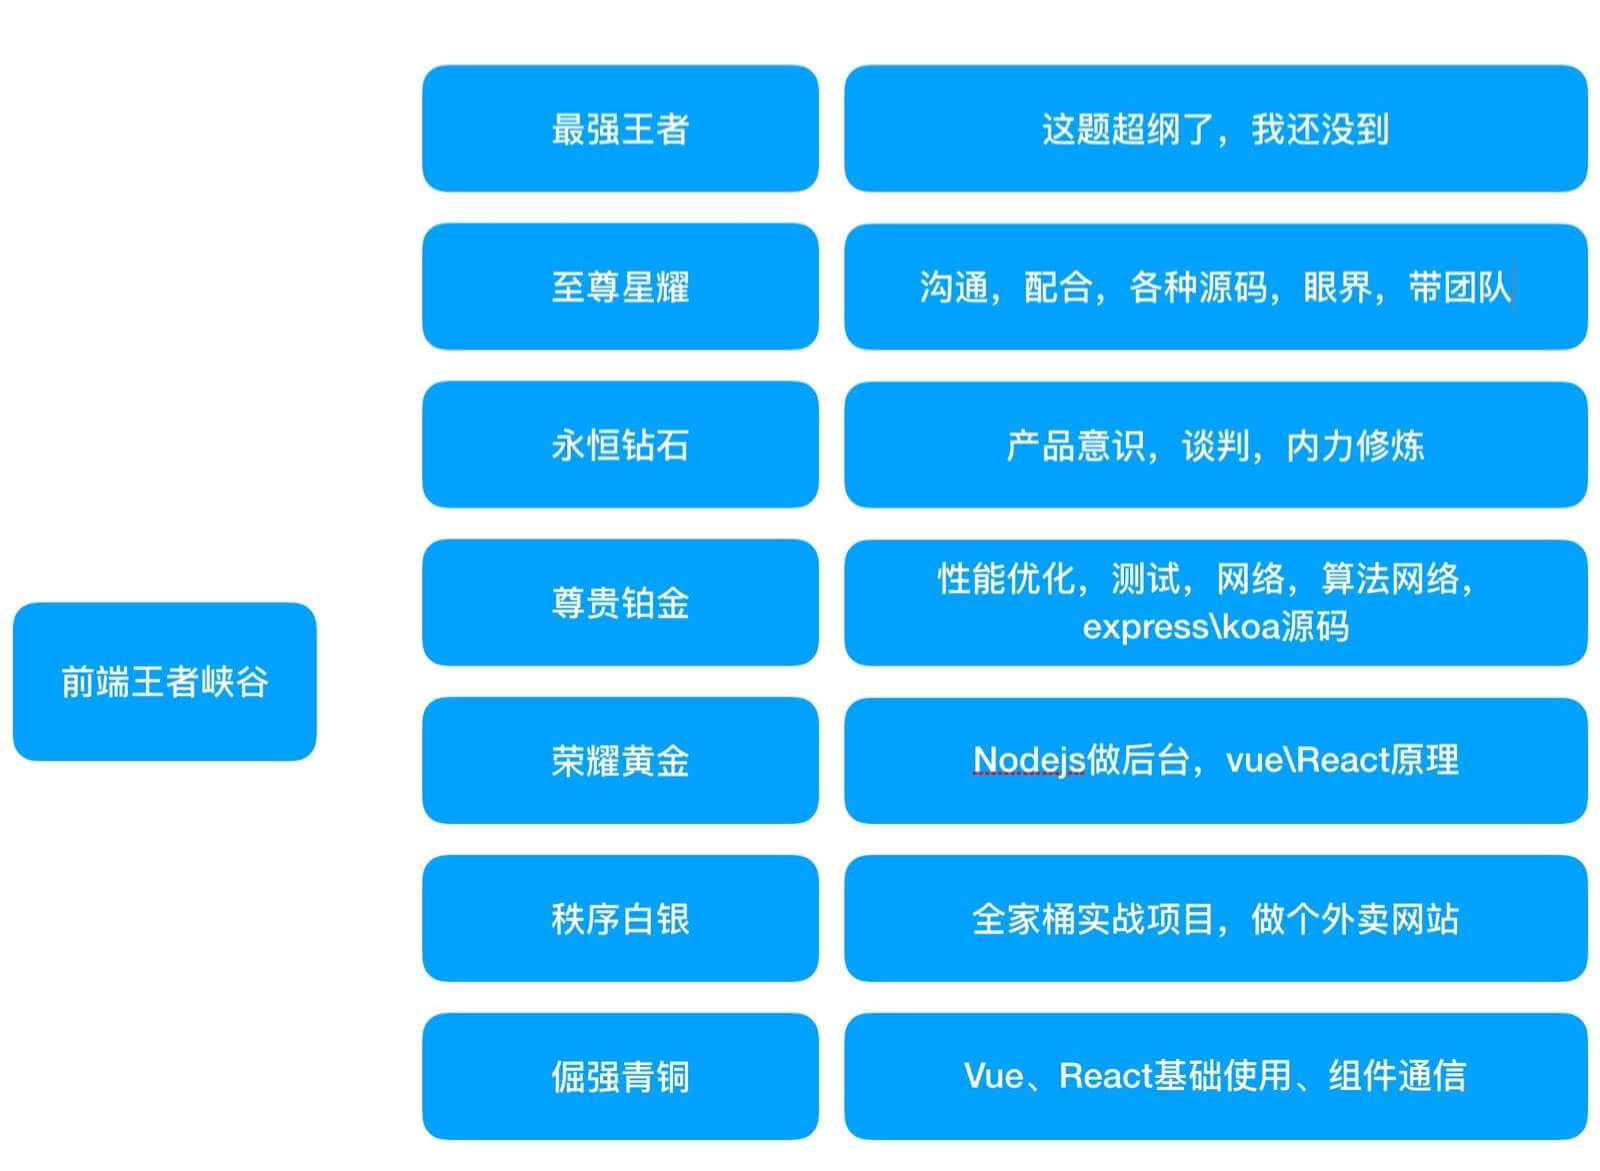 最强王者
这题超纲了，我还没到
至尊星耀
沟通，配合，各种源码，眼界，带团队
永恒钻石
产品意识，谈判，内力修炼
尊贵铂金
性能优化，测试，网络，算法网络，
express\koa源码
前端王者峡谷
荣耀黄金
Nodejs做后台，vue\React原理
秩序白银
全家桶实战项目，做个外卖网站
倔强青铜
Vue、React基础使用、组件通信